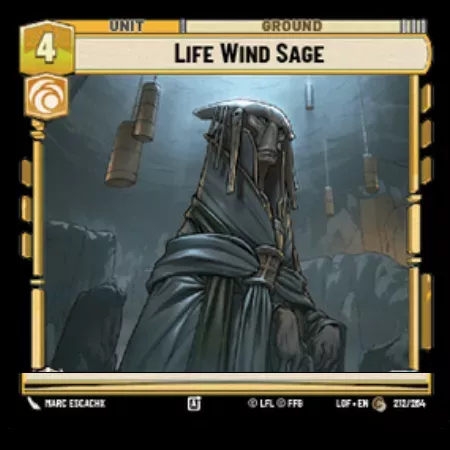 UNIT
GROUND
4
LIFE WIND SAGE
MARC ESCACHX
A
© LFL © FFG
LOF • EN
212/264